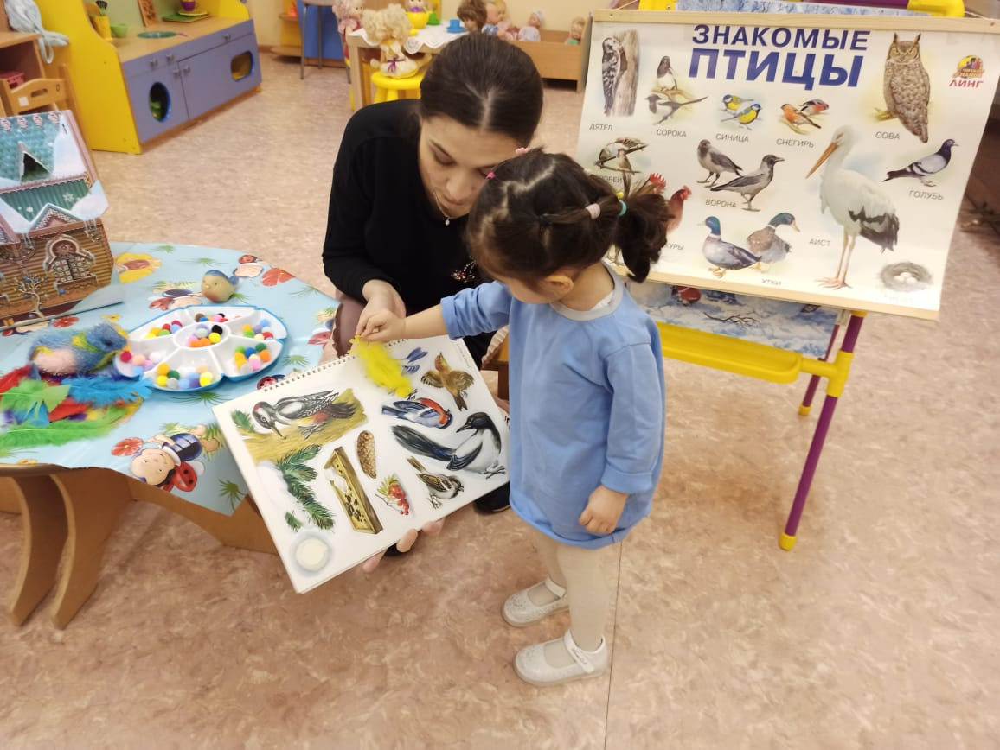 ЗНАКОМЫЕ
ПТИЦЫ
ЛИНГ
ДЯТЕЛ
СОРОКА
СИНИЦА
СНЕГИРЬ
СОВА
ВОРОНА
АИСТ
ГОЛУБЬ
УТКИ